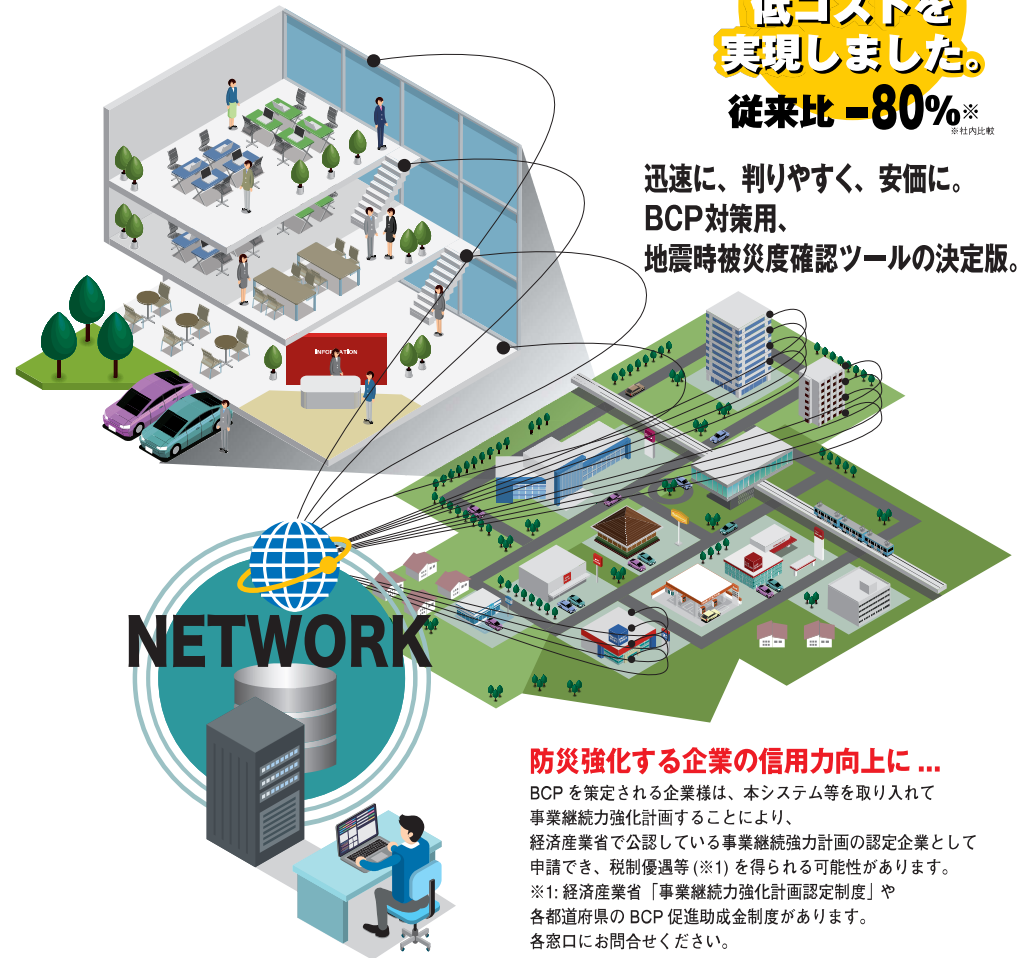 低コストを
実現しました。
従来比 -80%※
※社内比較
迅速に、判りやすく、安価に。
BCP対策用、
地震時被災度確認ツールの決定版。
INFORMATION
NETWORK
防災強化する企業の信用力向上に ...
BCP を策定される企業様は、本システム等を取り入れて
事業継続力強化計画することにより、
経済産業省で公認している事業継続強力計画の認定企業として
申請でき、税制優遇等 (※1) を得られる可能性があります。
※1: 経済産業省「事業継続力強化計画認定制度」や
各都道府県の BCP 促進助成金制度があります。
各窓口にお問合せください。